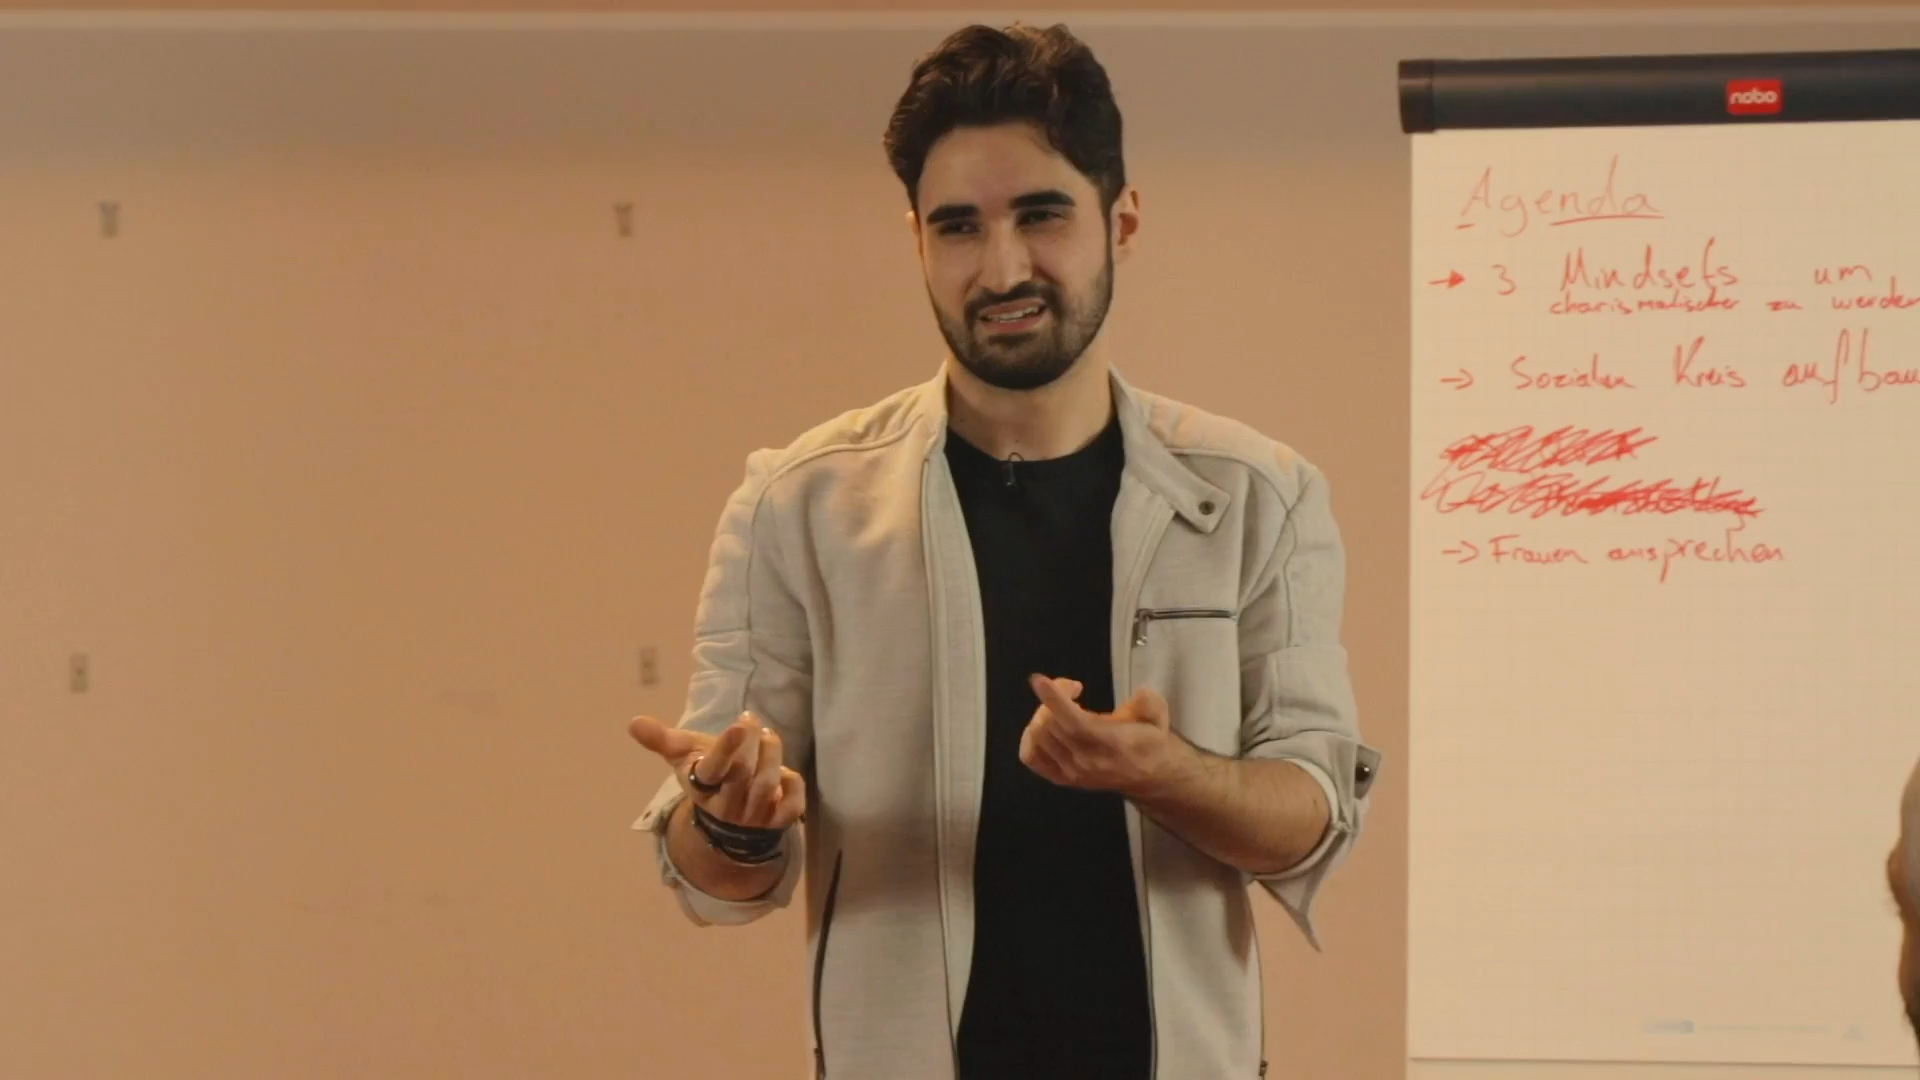 nobo
Agenda
→ 3 Mindsets um
charismatischer zu werden
→ Sozialen Kreis aufbau
→ Frauen ansprechen